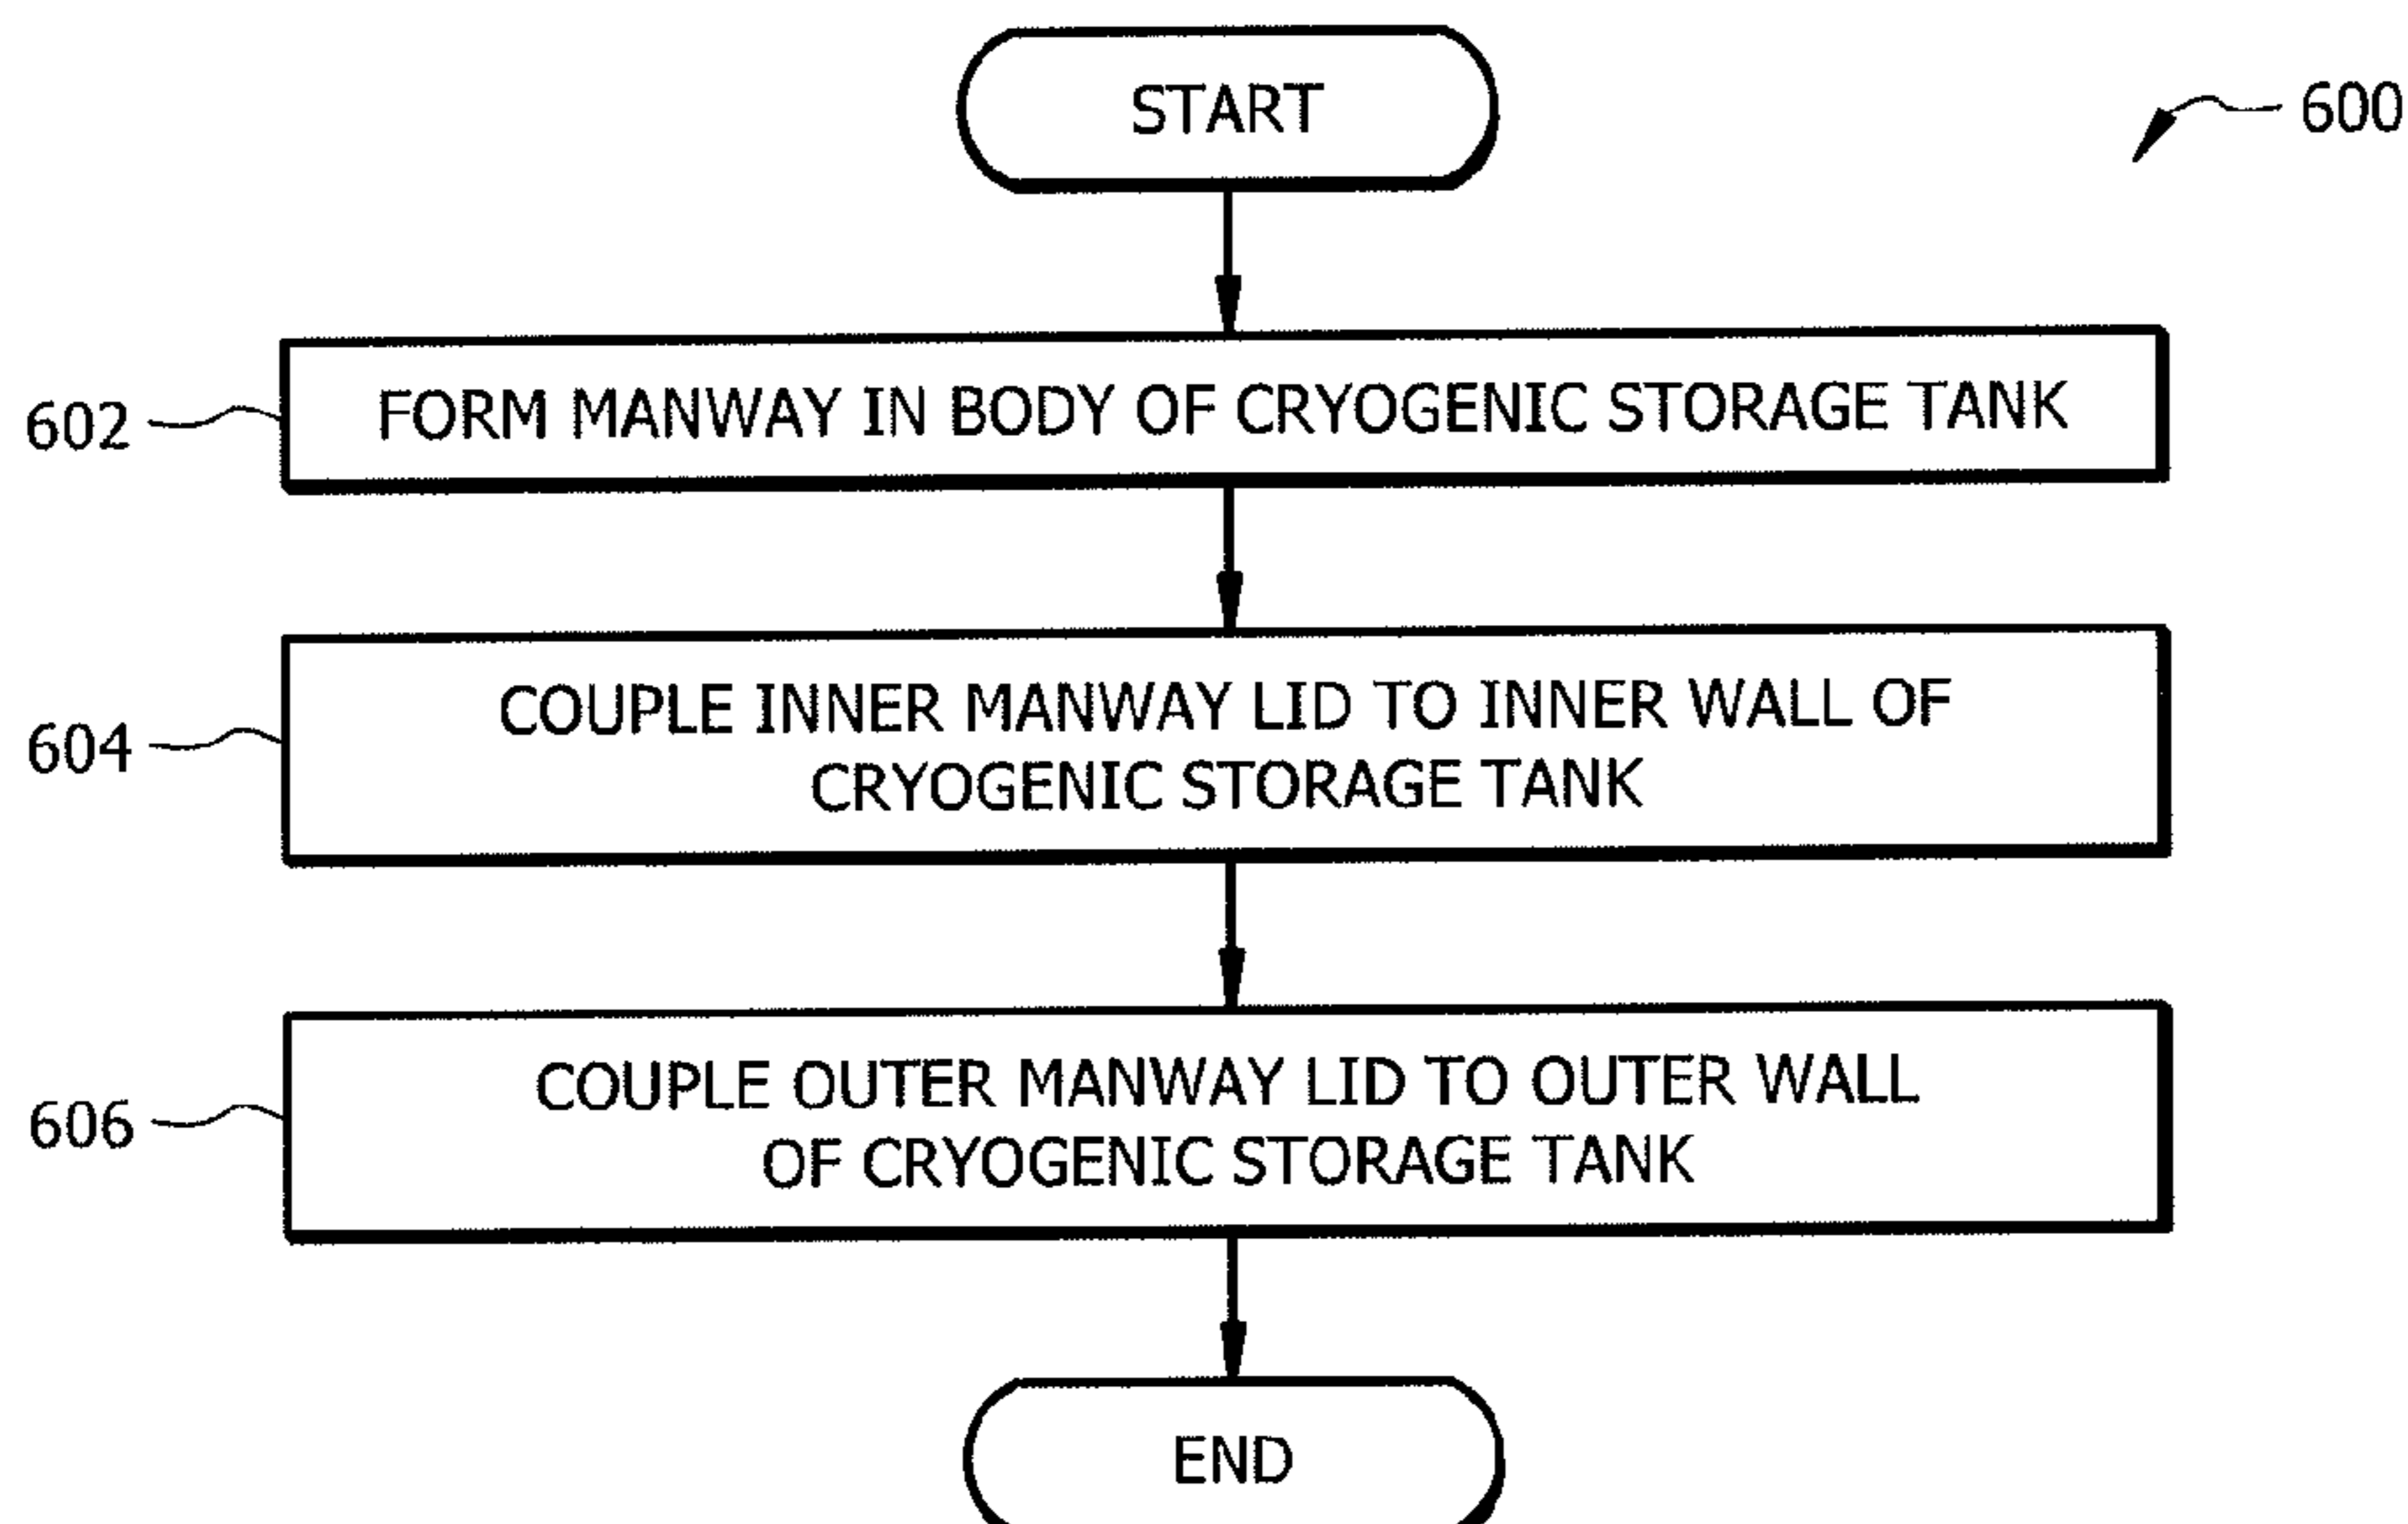 START
600
602
FORM MANWAY IN BODY OF CRYOGENIC STORAGE TANK
604
COUPLE INNER MANWAY LID TO INNER WALL OF
CRYOGENIC STORAGE TANK
606
COUPLE OUTER MANWAY LID TO OUTER WALL
OF CRYOGENIC STORAGE TANK
END